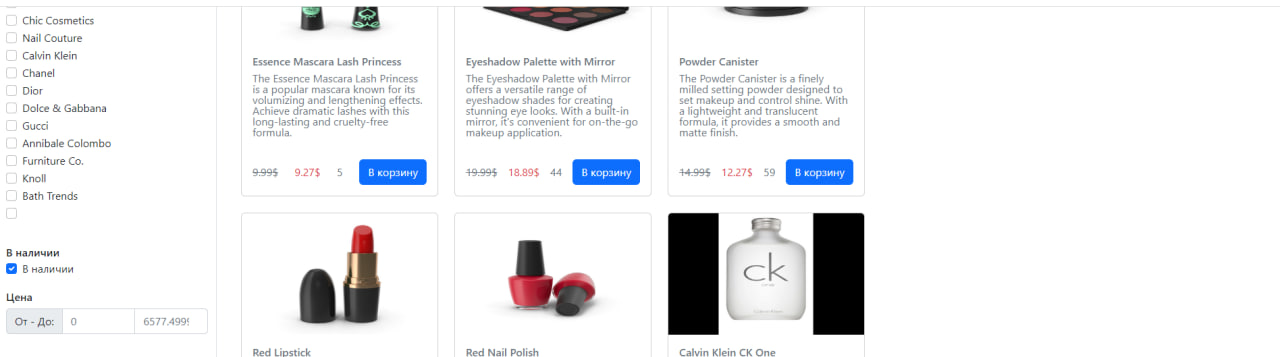 Chic Cosmetics
Nail Couture
Calvin Klein
Chanel
Dior
Dolce & Gabbana
Gucci
Annibale Colombo
Furniture Co.
Knoll
Bath Trends
В наличии
В наличии
Цена
От - До: 0 6577.4999
Essence Mascara Lash Princess
The Essence Mascara Lash Princess
is a popular mascara known for its
volumizing and lengthening effects.
Achieve dramatic lashes with this
long-lasting and cruelty-free
formula.
9.99$ 9.27$ 5 В корзину
Eyeshadow Palette with Mirror
The Eyeshadow Palette with Mirror
offers a versatile range of
eyeshadow shades for creating
stunning eye looks. With a built-in
mirror, it's convenient for on-the-go
makeup application.
19.99$ 18.89$ 44 В корзину
Powder Canister
The Powder Canister is a finely
milled setting powder designed to
set makeup and control shine. With
a lightweight and translucent
formula, it provides a smooth and
matte finish.
14.99$ 12.27$ 59 В корзину
Red Lipstick
Red Nail Polish
ck
Calvin Klein
Calvin Klein CK One